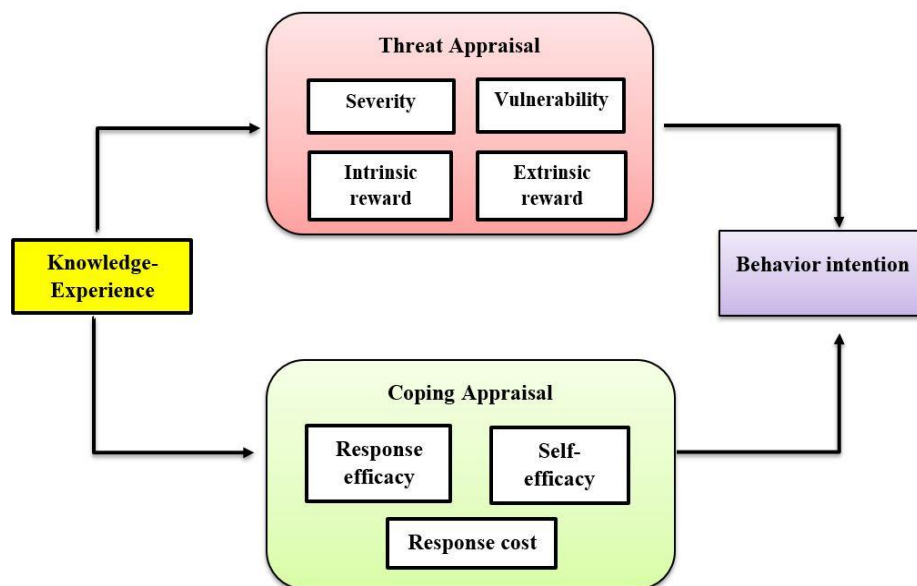 Threat Appraisal
Severity
Vulnerability
Intrinsic
reward
Extrinsic
reward
Knowledge-
Experience
Behavior intention
Coping Appraisal
Response
efficacy
Self-
efficacy
Response cost